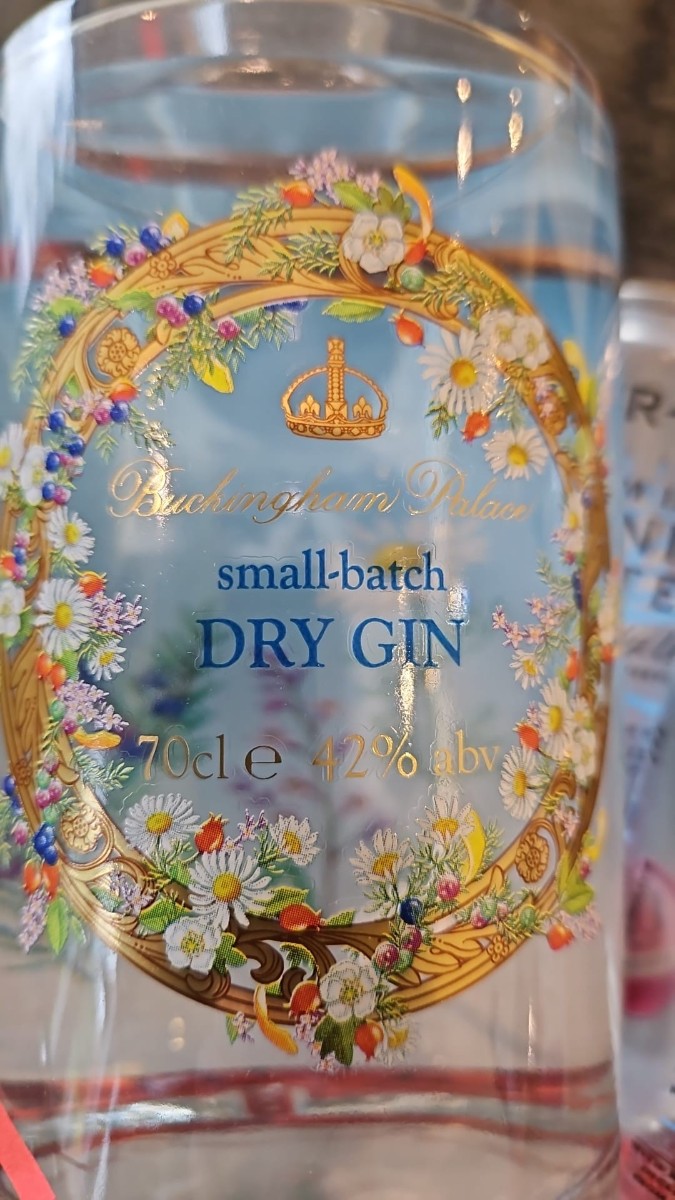 Buckingham Palace
small-batch
DRY GIN
70cl e 42% abv